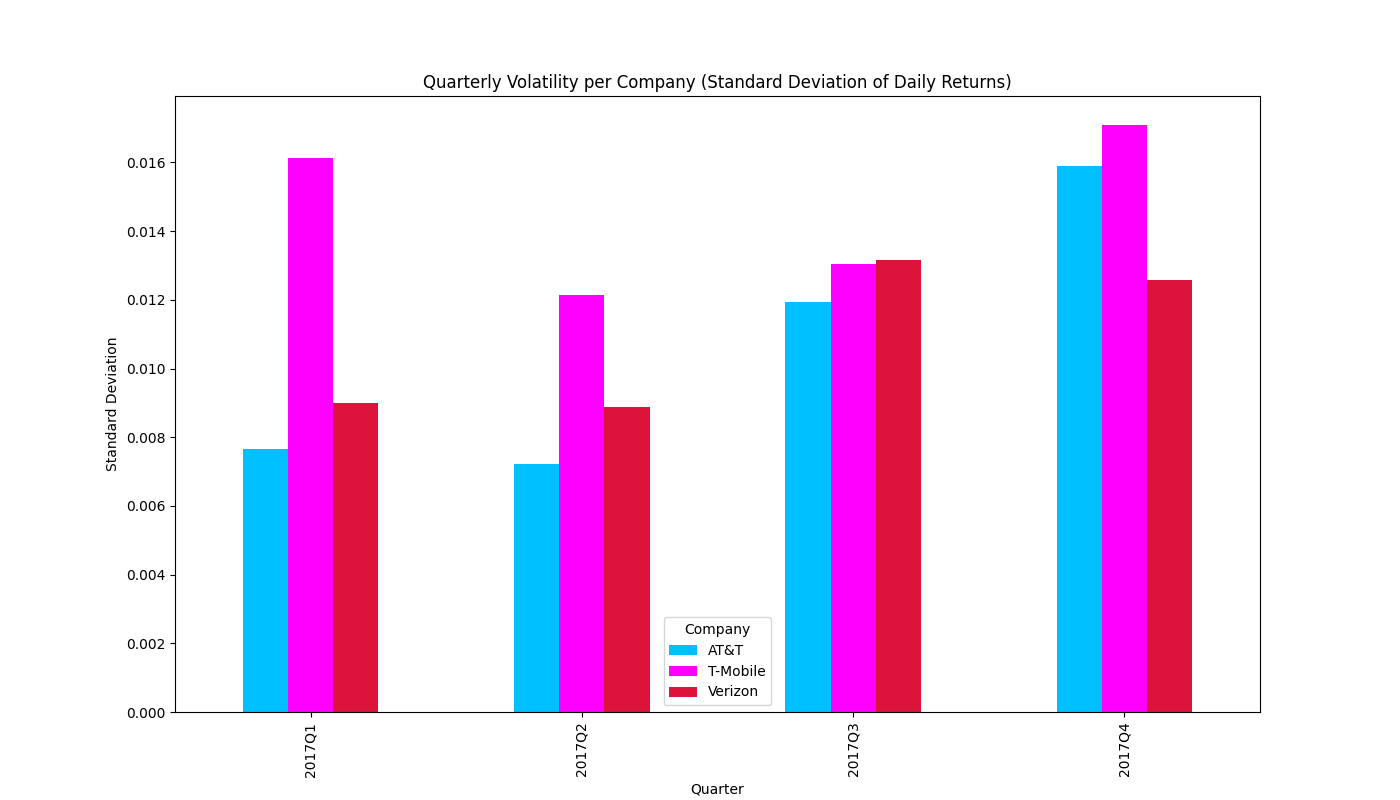 Quarterly Volatility per Company (Standard Deviation of Daily Returns)
Standard Deviation
0.016
0.014
0.012
0.010
0.008
0.006
0.004
0.002
0.000
Company
AT&T
T-Mobile
Verizon
2017Q1
2017Q2
2017Q3
2017Q4
Quarter